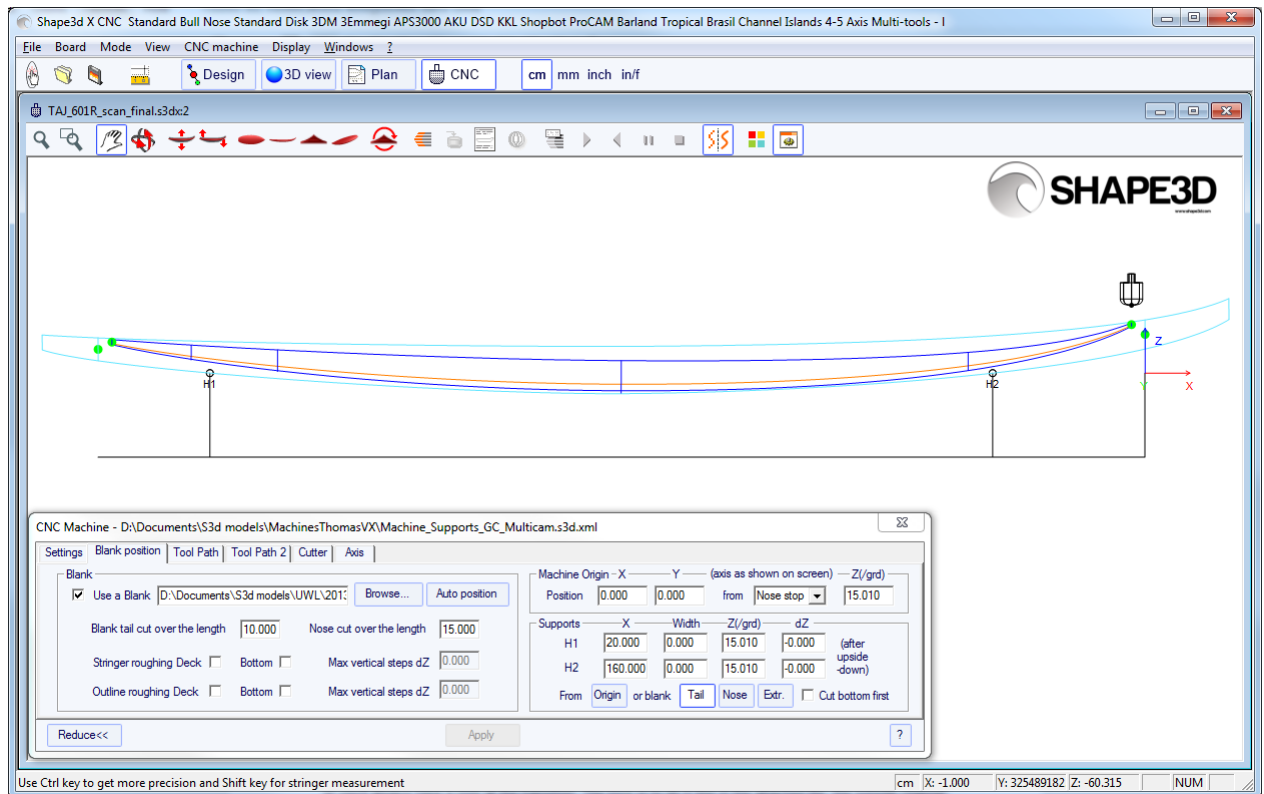 Shape3d X CNC Standard Bull Nose Standard Disk 3DM 3Emmegi APS3000 AKU DSD KKL Shopbot ProCAM Barland Tropical Brasil Channel Islands 4-5 Axis Multi-tools - I
File Board Mode View CNC machine Display Windows ?
Design 3D view Plan CNC cm mm inch in/f
TAJ_601R_scan_final.s3dx:2
SHAPE3D
Z
H1 H2 Y X
CNC Machine - D:\Documents\S3d models\MachinesThomasVX\Machine_Supports_GC_Multicam.s3d.xml
Settings Blank position Tool Path Tool Path 2 Cutter Axis
Blank Machine Origin - X Y (axis as shown on screen) Z(/grd)
Use a Blank D:\Documents\S3d models\UWL\201 Browse... Auto position Position 0.000 0.000 from Nose stop 15.010
Supports X Width Z(/grd) dZ
Blank tail cut over the length 10.000 Nose cut over the length 15.000 H1 20.000 0.000 15.010 -0.000 (after
upside
Stringer roughing Deck Bottom Max vertical steps dZ 0.000 H2 160.000 0.000 15.010 -0.000 -down)
Outline roughing Deck Bottom Max vertical steps dZ 0.000 From Origin or blank Tail Nose Extr. Cut bottom first
Reduce<< Apply ?
Use Ctrl key to get more precision and Shift key for stringer measurement cm X: -1.000 Y: 325489182 Z: -60.315 NUM